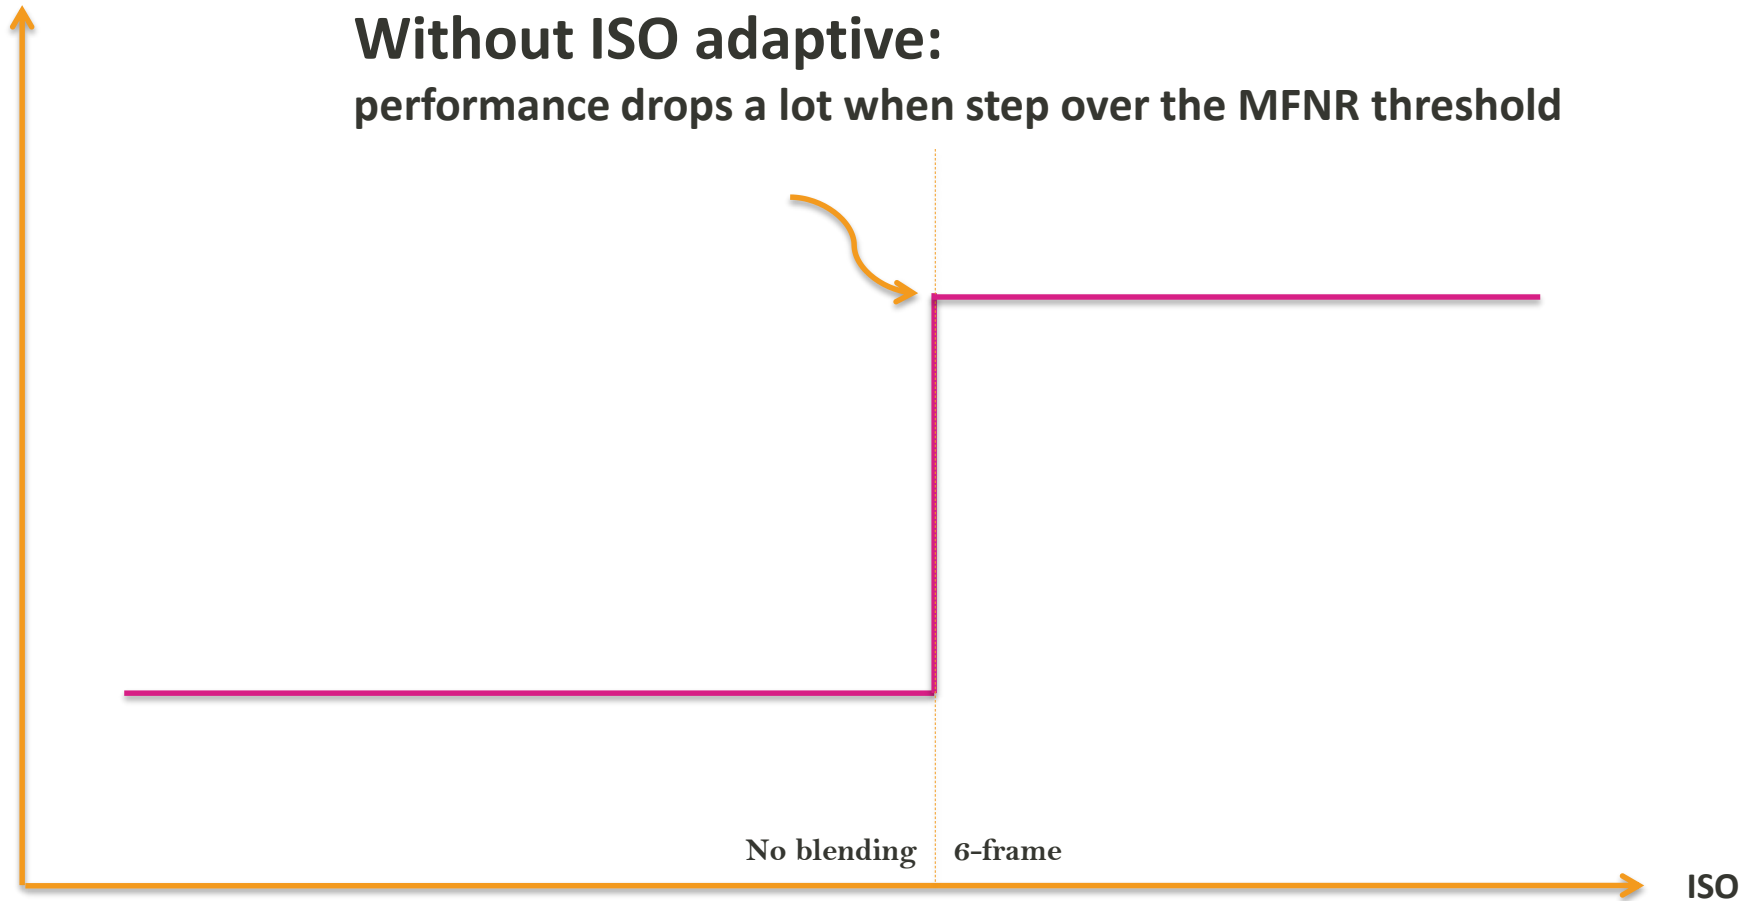 Without ISO adaptive:
performance drops a lot when step over the MFNR threshold
No blending
6-frame
ISO